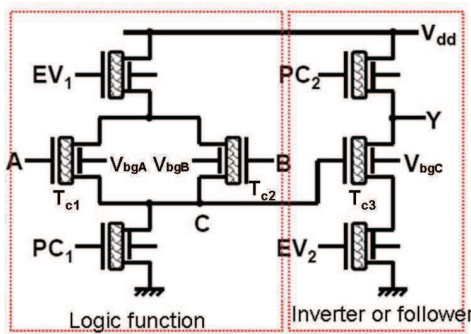 V_dd
EV_1
PC_2
Y
A
V_bgA
V_bgB
B
V_bgC
T_c1
T_c2
T_c3
C
PC_1
EV_2
Logic function
Inverter or follower